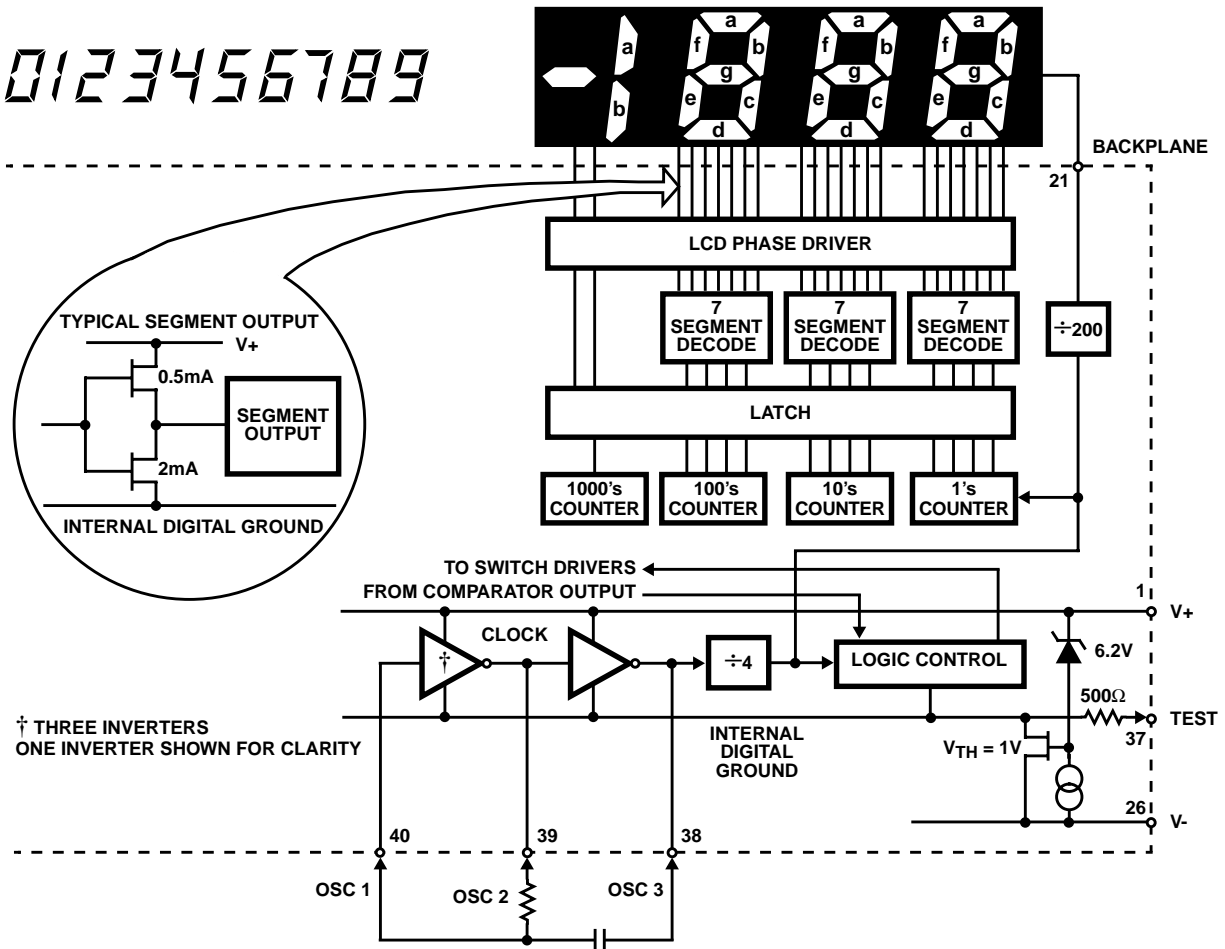 0123456789
a
b
a
f b
g
e c
d
a
f b
g
e c
d
a
f b
g
e c
d
BACKPLANE
21
LCD PHASE DRIVER
7
SEGMENT
DECODE
7
SEGMENT
DECODE
7
SEGMENT
DECODE
÷200
TYPICAL SEGMENT OUTPUT
V+
0.5mA
SEGMENT
OUTPUT
2mA
INTERNAL DIGITAL GROUND
LATCH
1000's
COUNTER
100's
COUNTER
10's
COUNTER
1's
COUNTER
TO SWITCH DRIVERS
FROM COMPARATOR OUTPUT
1
V+
CLOCK
†
÷4
LOGIC CONTROL
6.2V
500Ω
TEST
37
† THREE INVERTERS
ONE INVERTER SHOWN FOR CLARITY
INTERNAL
DIGITAL
GROUND
VTH = 1V
26
V-
40
39
38
OSC 1
OSC 2
OSC 3